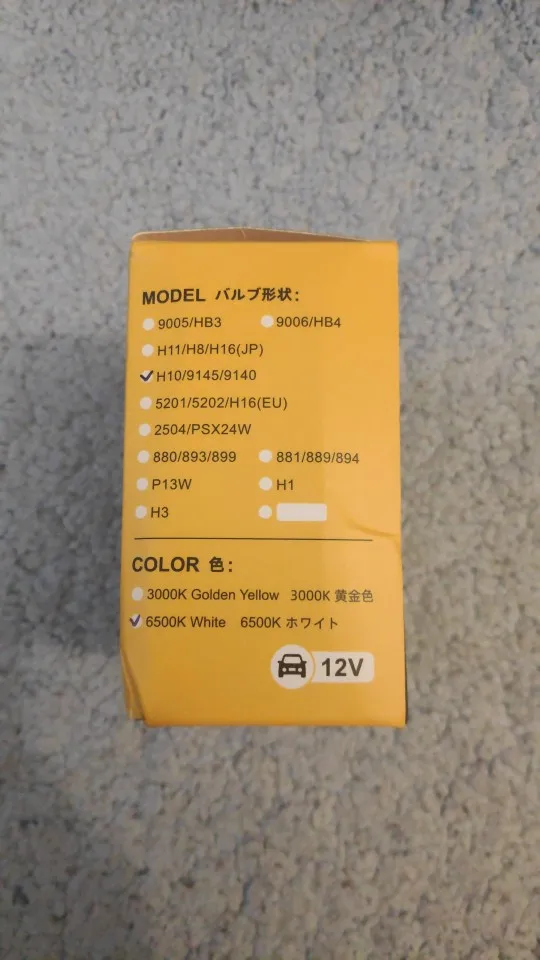 MODEL バルブ形状:
9005/HB3 9006/HB4
H11/H8/H16(JP)
H10/9145/9140
5201/5202/H16(EU)
2504/PSX24W
880/893/899 881/889/894
P13W H1
H3
COLOR 色:
3000K Golden Yellow 3000K 黄金色
6500K White 6500K ホワイト
12V